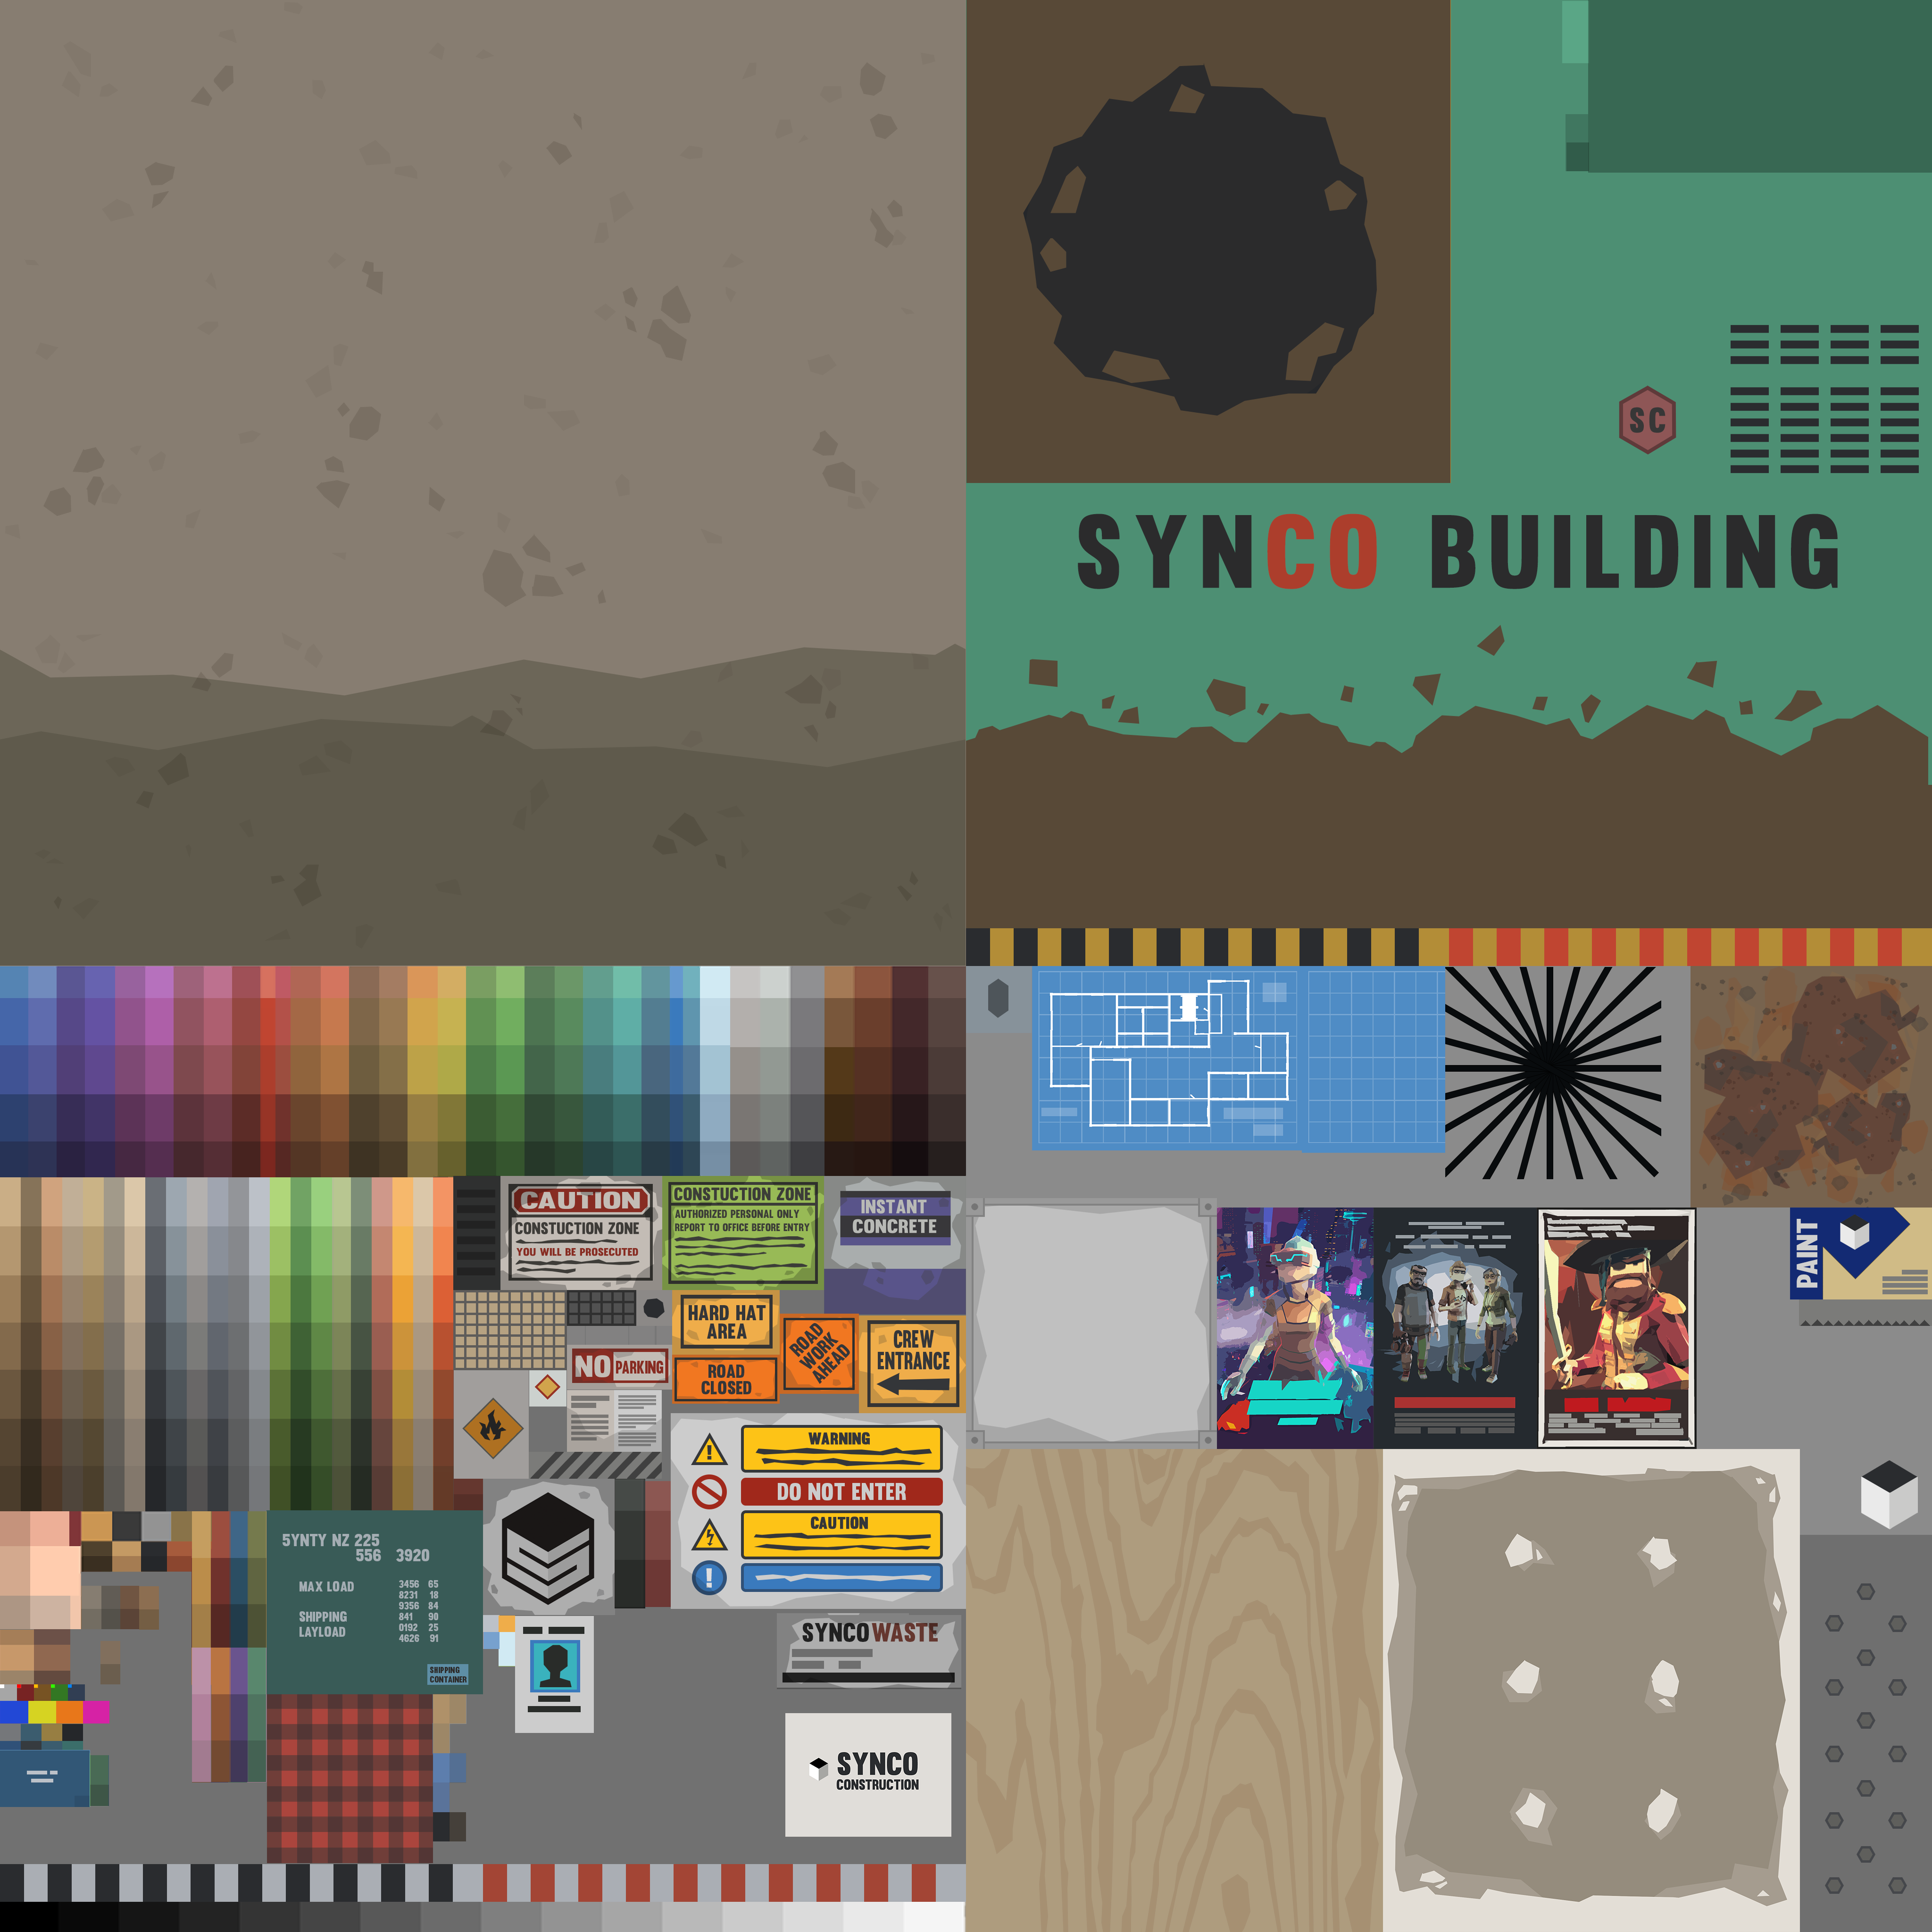 SC
SYNCO BUILDING
CAUTION
CONSTUCTION ZONE
YOU WILL BE PROSECUTED
CONSTUCTION ZONE
AUTHORIZED PERSONAL ONLY
REPORT TO OFFICE BEFORE ENTRY
INSTANT
CONCRETE
PAINT
HARD HAT
AREA
ROAD
WORK
AHEAD
CREW
ENTRANCE
NO PARKING
ROAD
CLOSED
WARNING
DO NOT ENTER
CAUTION
5YNTY NZ 225
556 3920
MAX LOAD
3456 65
8231 18
9356 84
SHIPPING
841 90
LAYLOAD
0192 25
4626 91
SHIPPING
CONTAINER
SYNCOWASTE
SYNCO
CONSTRUCTION